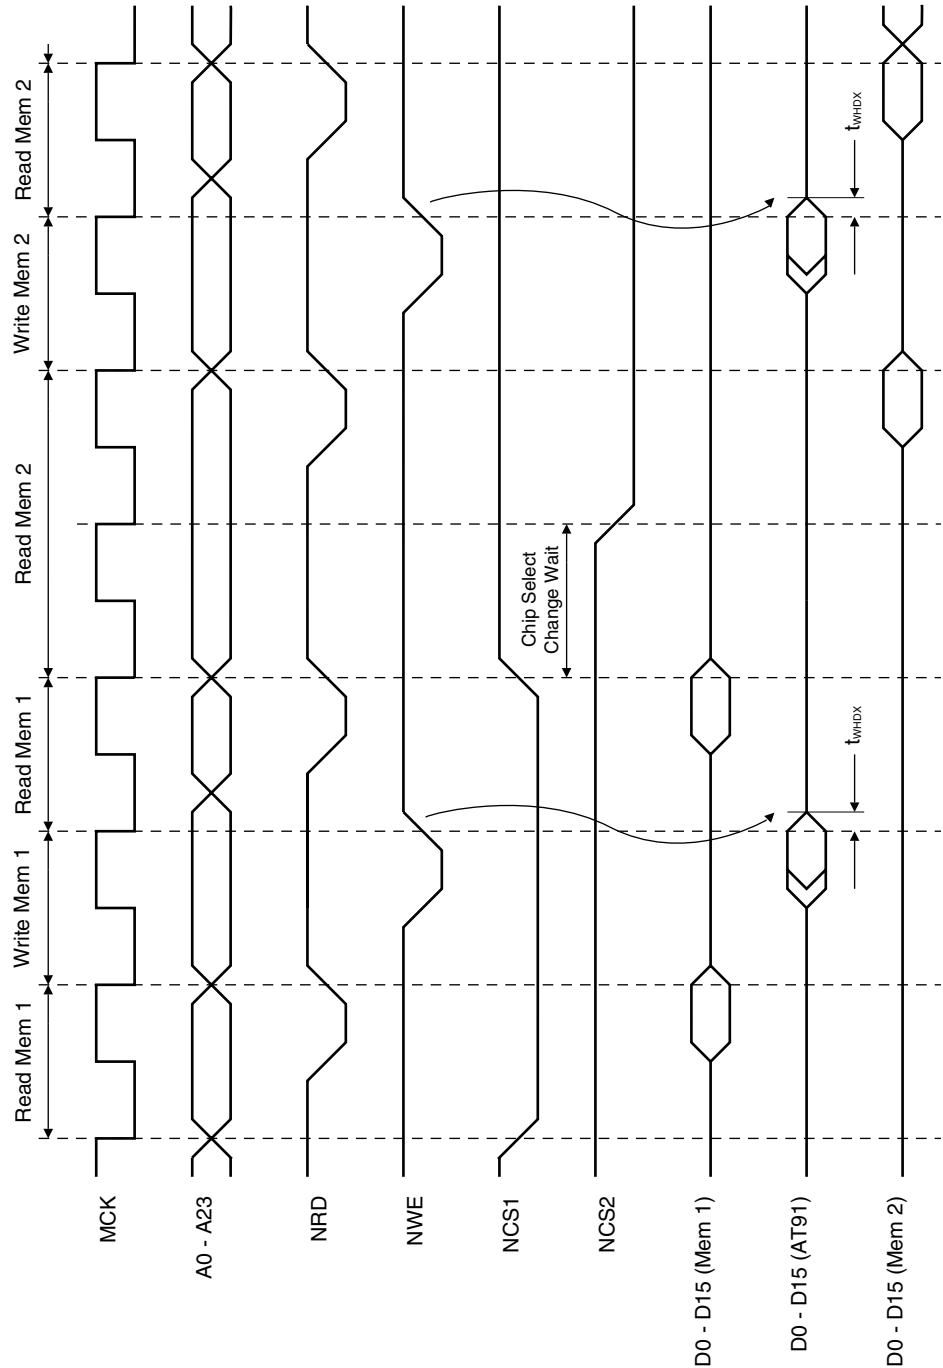 Read Mem 1
Write Mem 1
Read Mem 1
Read Mem 2
Write Mem 2
Read Mem 2
MCK
A0 - A23
NRD
NWE
NCS1
Chip Select
Change Wait
NCS2
D0 - D15 (Mem 1)
D0 - D15 (AT91)
tWHDX
tWHDX
D0 - D15 (Mem 2)